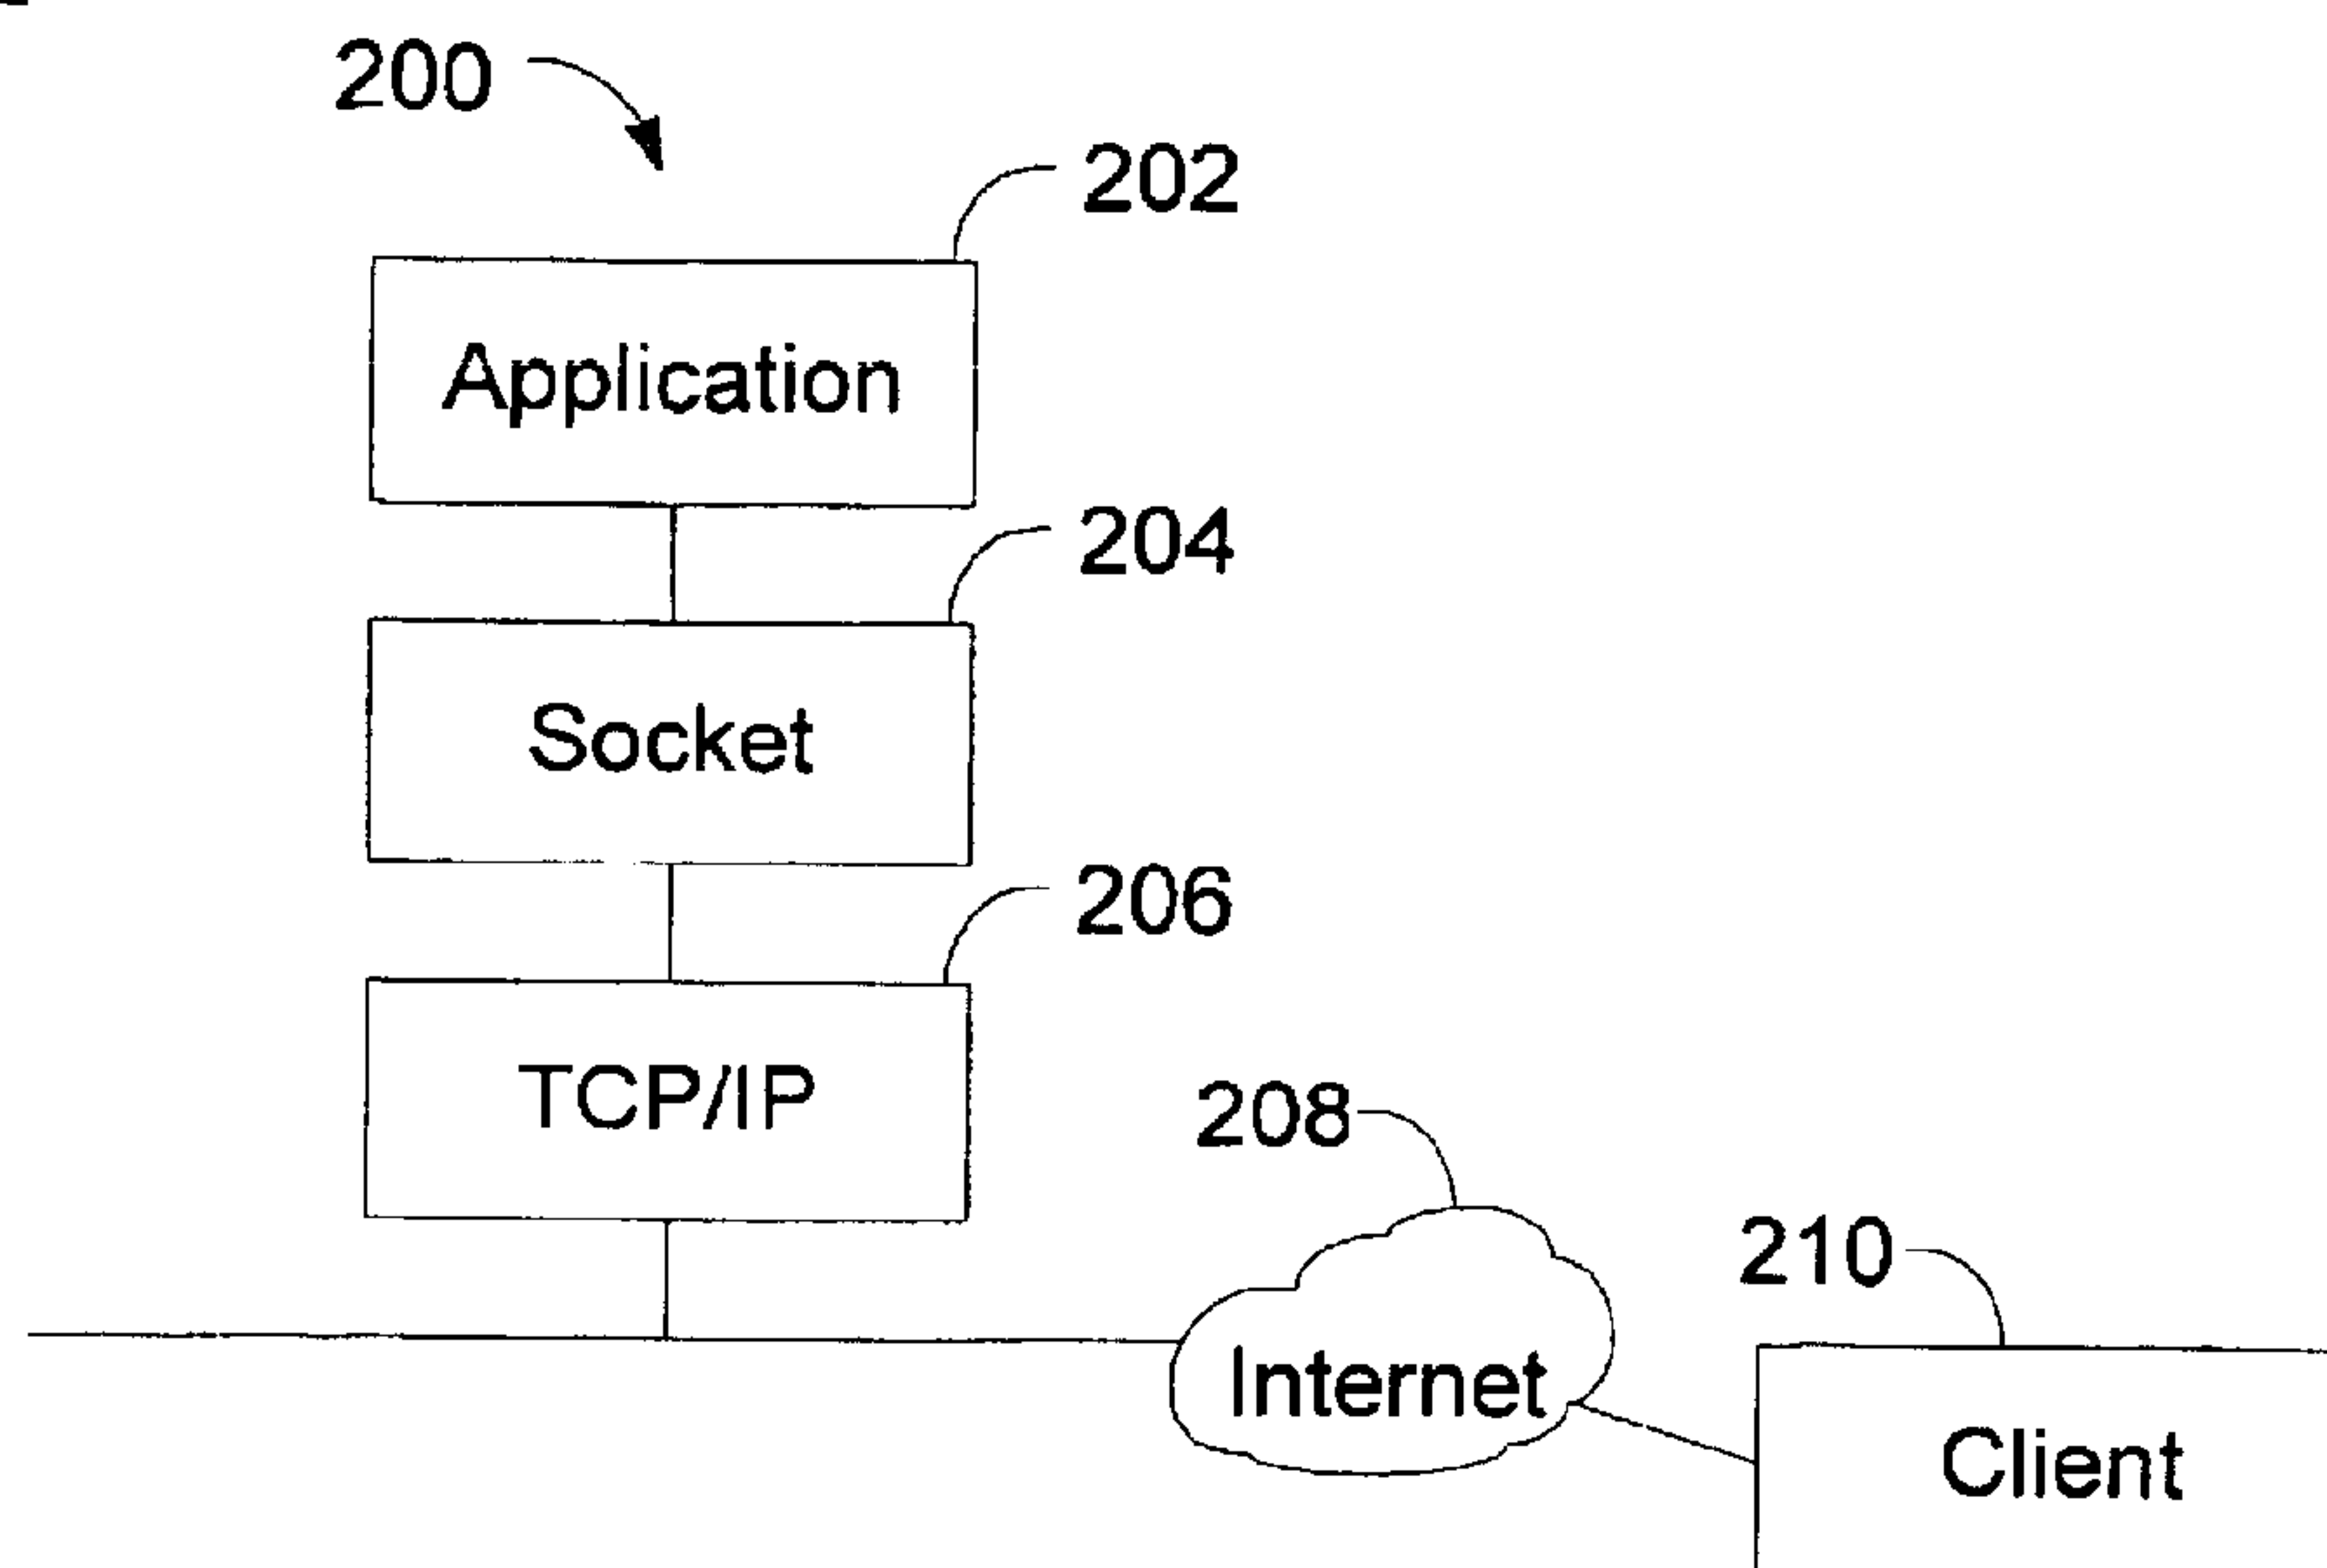 200
202
Application
204
Socket
206
TCP/IP
208
210
Internet
Client